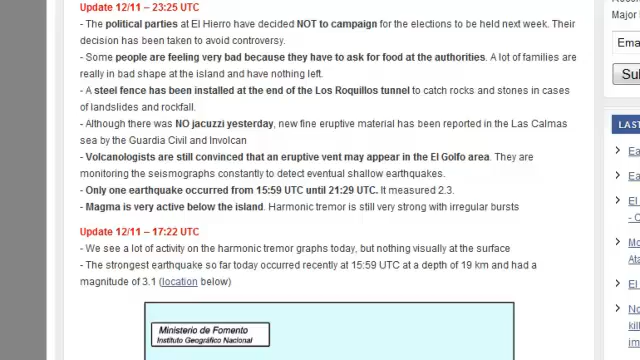 Update 12/11 – 23:25 UTC
- The political parties at El Hierro have decided NOT to campaign for the elections to be held next week. Their
decision has been taken to avoid controversy.
- Some people are feeling very bad because they have to ask for food at the authorities. A lot of families are
really in bad shape at the island and have nothing left.
- A steel fence has been installed at the end of the Los Roquillos tunnel to catch rocks and stones in cases
of landslides and rockfall.
- Although there was NO jacuzzi yesterday, new fine eruptive material has been reported in the Las Calmas
sea by the Guardia Civil and Involcan
- Volcanologists are still convinced that an eruptive vent may appear in the El Golfo area. They are
monitoring the seismographs constantly to detect eventual shallow earthquakes.
- Only one earthquake occurred from 15:59 UTC until 21:29 UTC. It measured 2.3.
- Magma is very active below the island. Harmonic tremor is still very strong with irregular bursts
Update 12/11 – 17:22 UTC
- We see a lot of activity on the harmonic tremor graphs today, but nothing visually at the surface
- The strongest earthquake so far today occurred recently at 15:59 UTC at a depth of 19 km and had a
magnitude of 3.1 (location below)
Ministerio de Fomento
Instituto Geográfico Nacional
Major
Ema
Su
LAST
Ea
Ea
El
- C
Mo
Ata
El
No
kill
im